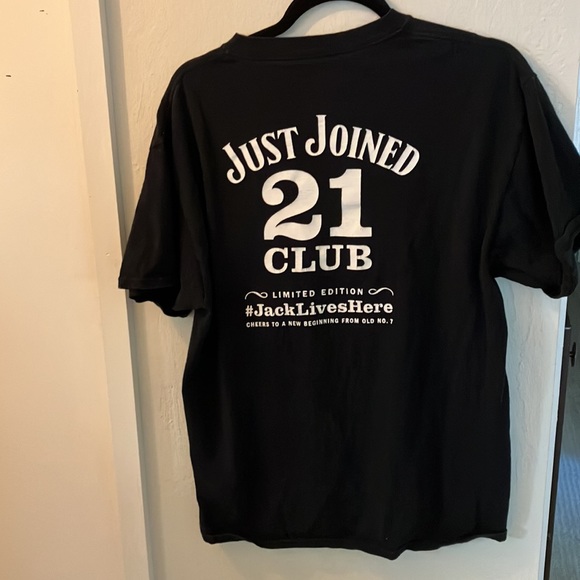 JUST JOINED
21
CLUB
LIMITED EDITION
#JackLivesHere
CHEERS TO A NEW BEGINNING FROM OLD NO. 7